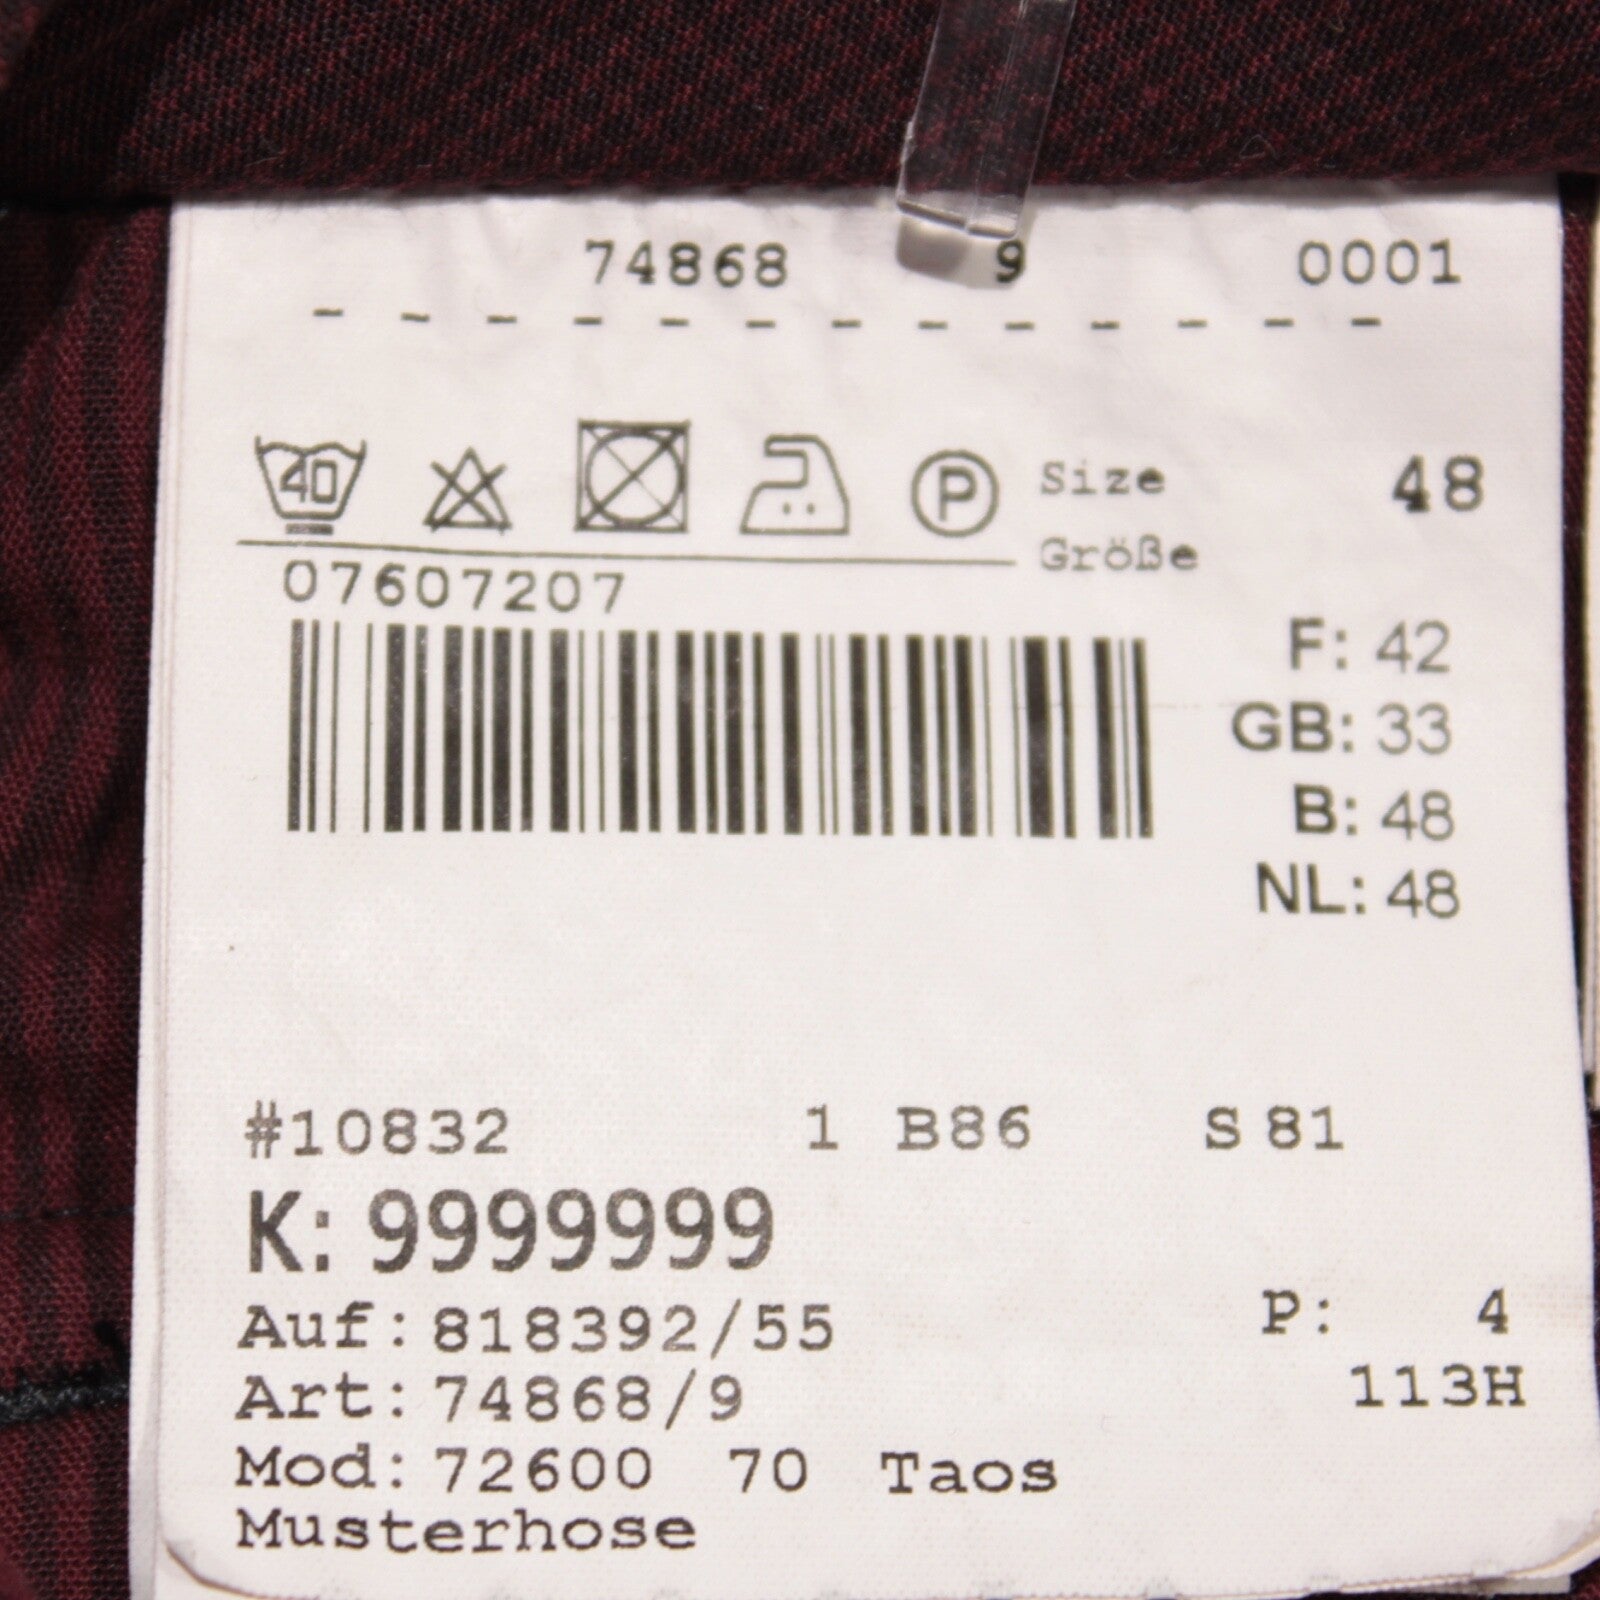 74868 9 0001
- - - - - - - - - - - - -
40 P Size 48
Größe
07607207
F: 42
GB: 33
B: 48
NL: 48
#10832 1 B86 S 81
K: 9999999
Auf: 818392/55 P: 4
Art: 74868/9 113H
Mod: 72600 70 Taos
Musterhose